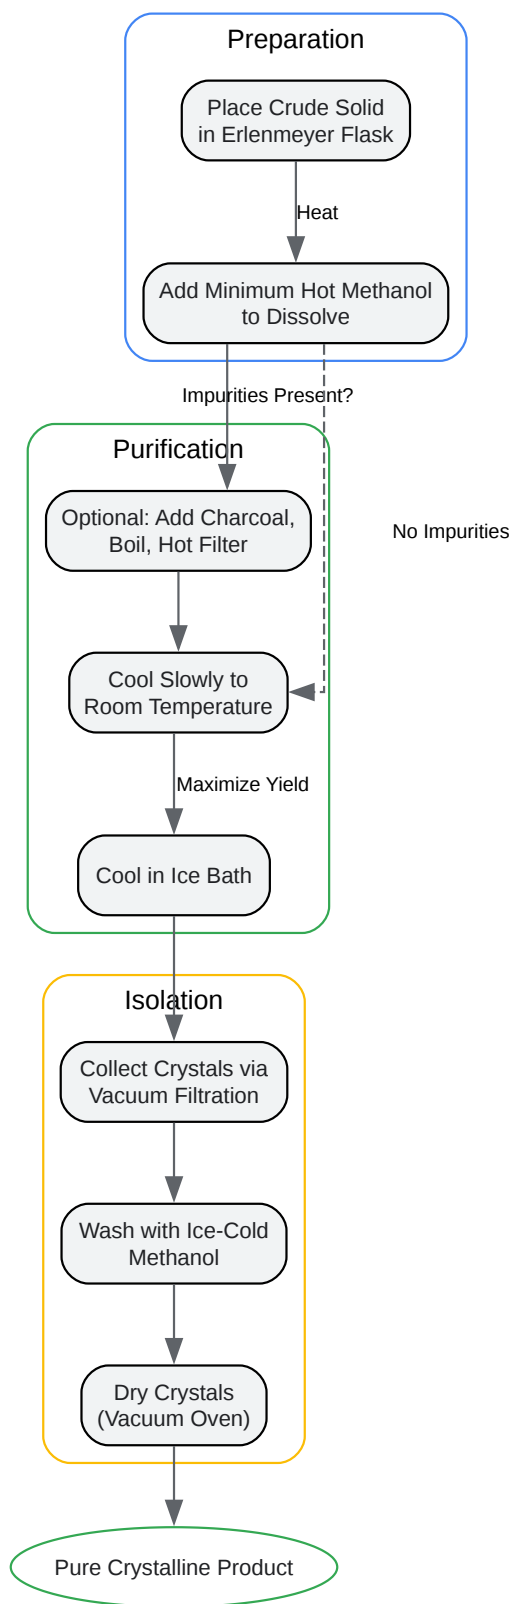 Preparation
Place Crude Solid
in Erlenmeyer Flask
Heat
Add Minimum Hot Methanol
to Dissolve
Impurities Present?
Purification
Optional: Add Charcoal,
Boil, Hot Filter
No Impurities
Cool Slowly to
Room Temperature
Maximize Yield
Cool in Ice Bath
Isolation
Collect Crystals via
Vacuum Filtration
Wash with Ice-Cold
Methanol
Dry Crystals
(Vacuum Oven)
Pure Crystalline Product